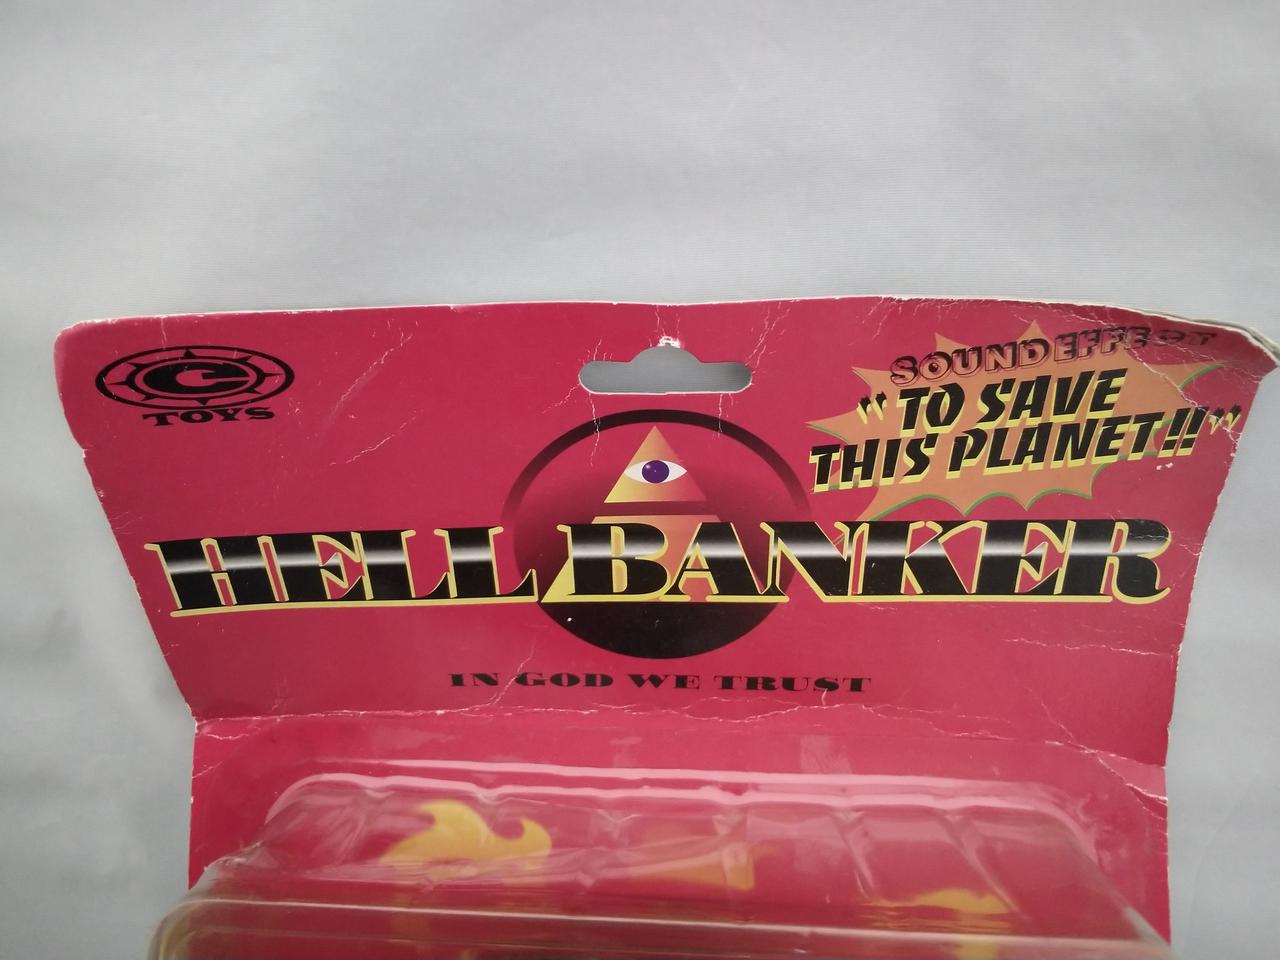 e
TOYS
SOUND EFFECT
"TO SAVE
THIS PLANET!!"
HELL BANKER
IN GOD WE TRUST